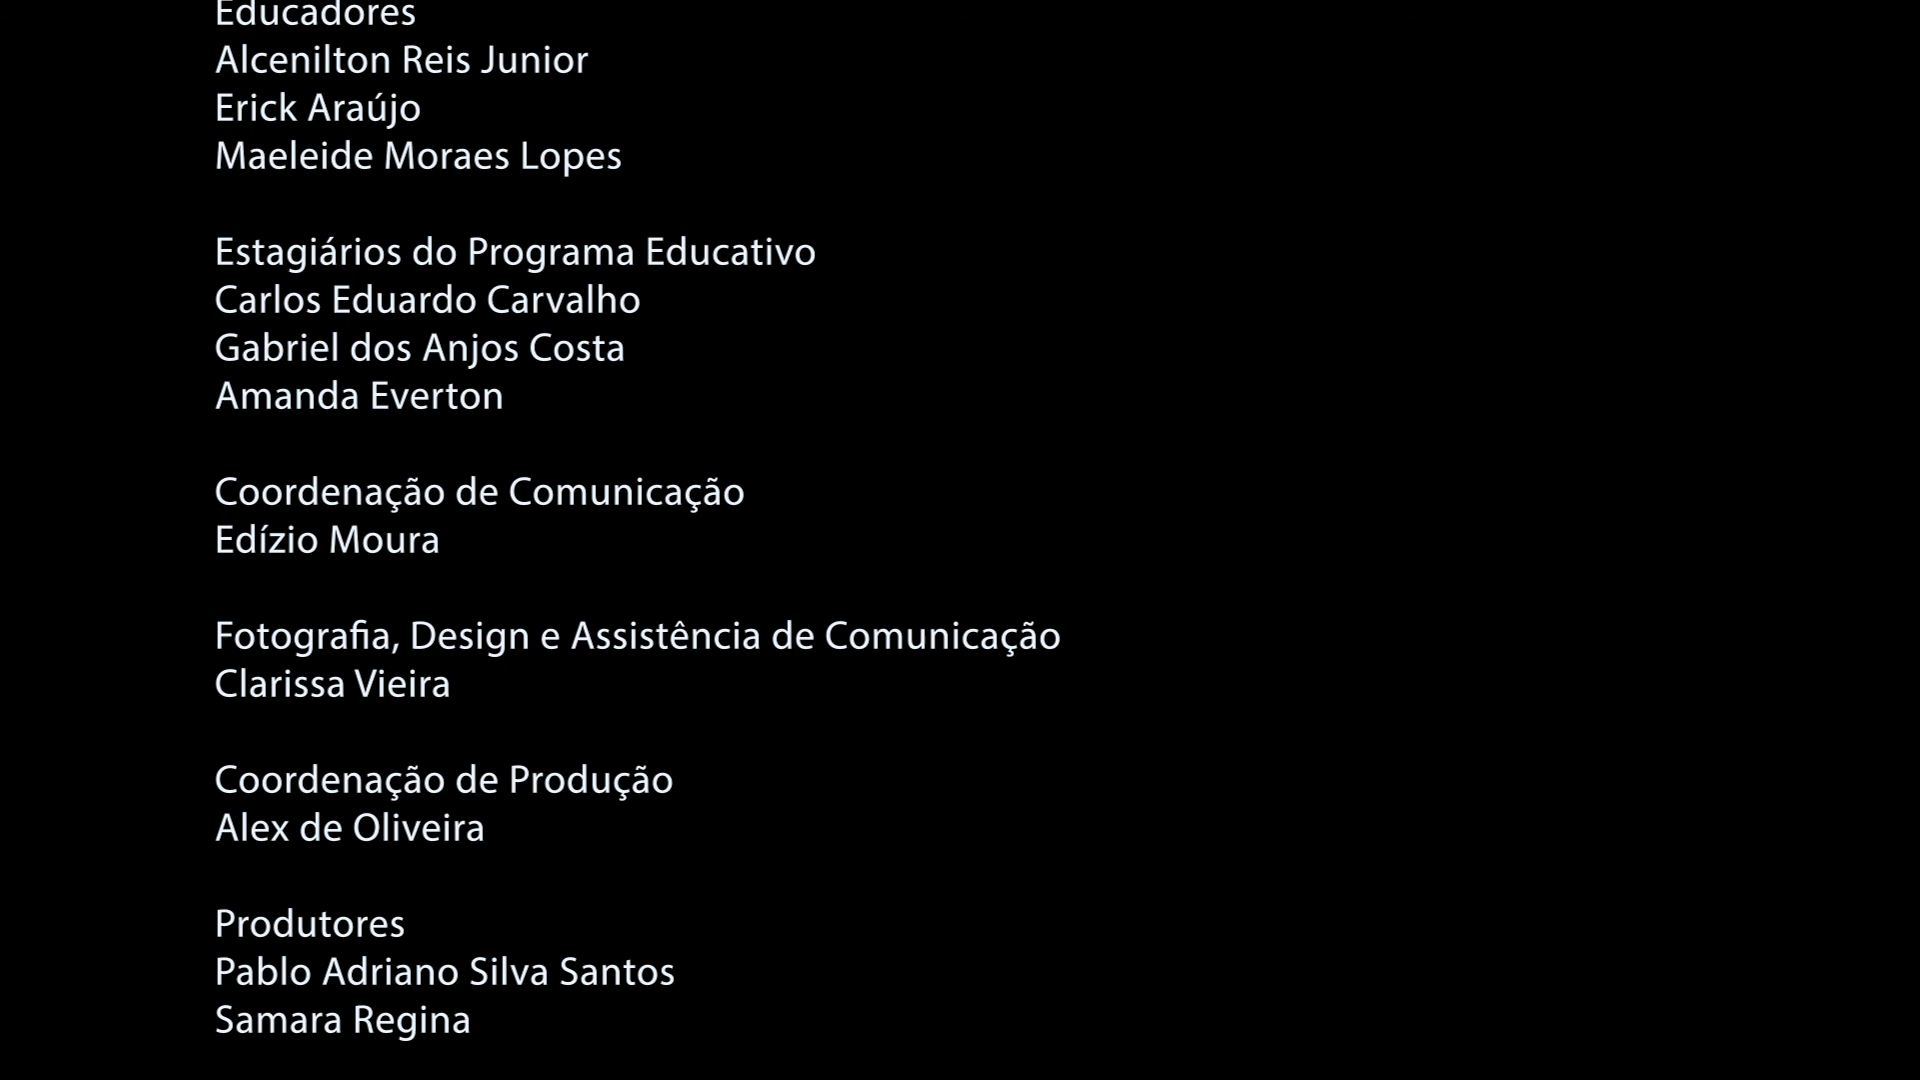 Educadores
Alcenilton Reis Junior
Erick Araújo
Maeleide Moraes Lopes
Estagiários do Programa Educativo
Carlos Eduardo Carvalho
Gabriel dos Anjos Costa
Amanda Everton
Coordenação de Comunicação
Edízio Moura
Fotografia, Design e Assistência de Comunicação
Clarissa Vieira
Coordenação de Produção
Alex de Oliveira
Produtores
Pablo Adriano Silva Santos
Samara Regina